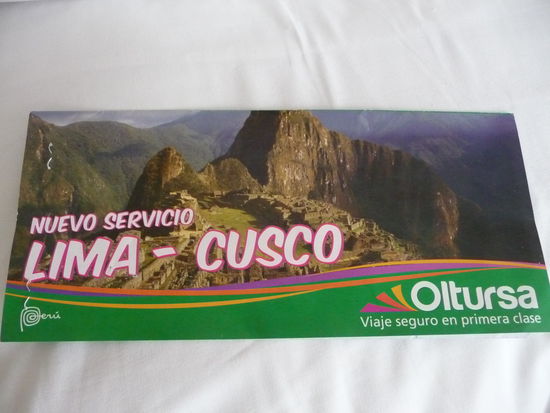 NUEVO SERVICIO
LIMA - CUSCO
Perú
Oltursa
Viaje seguro en primera clase